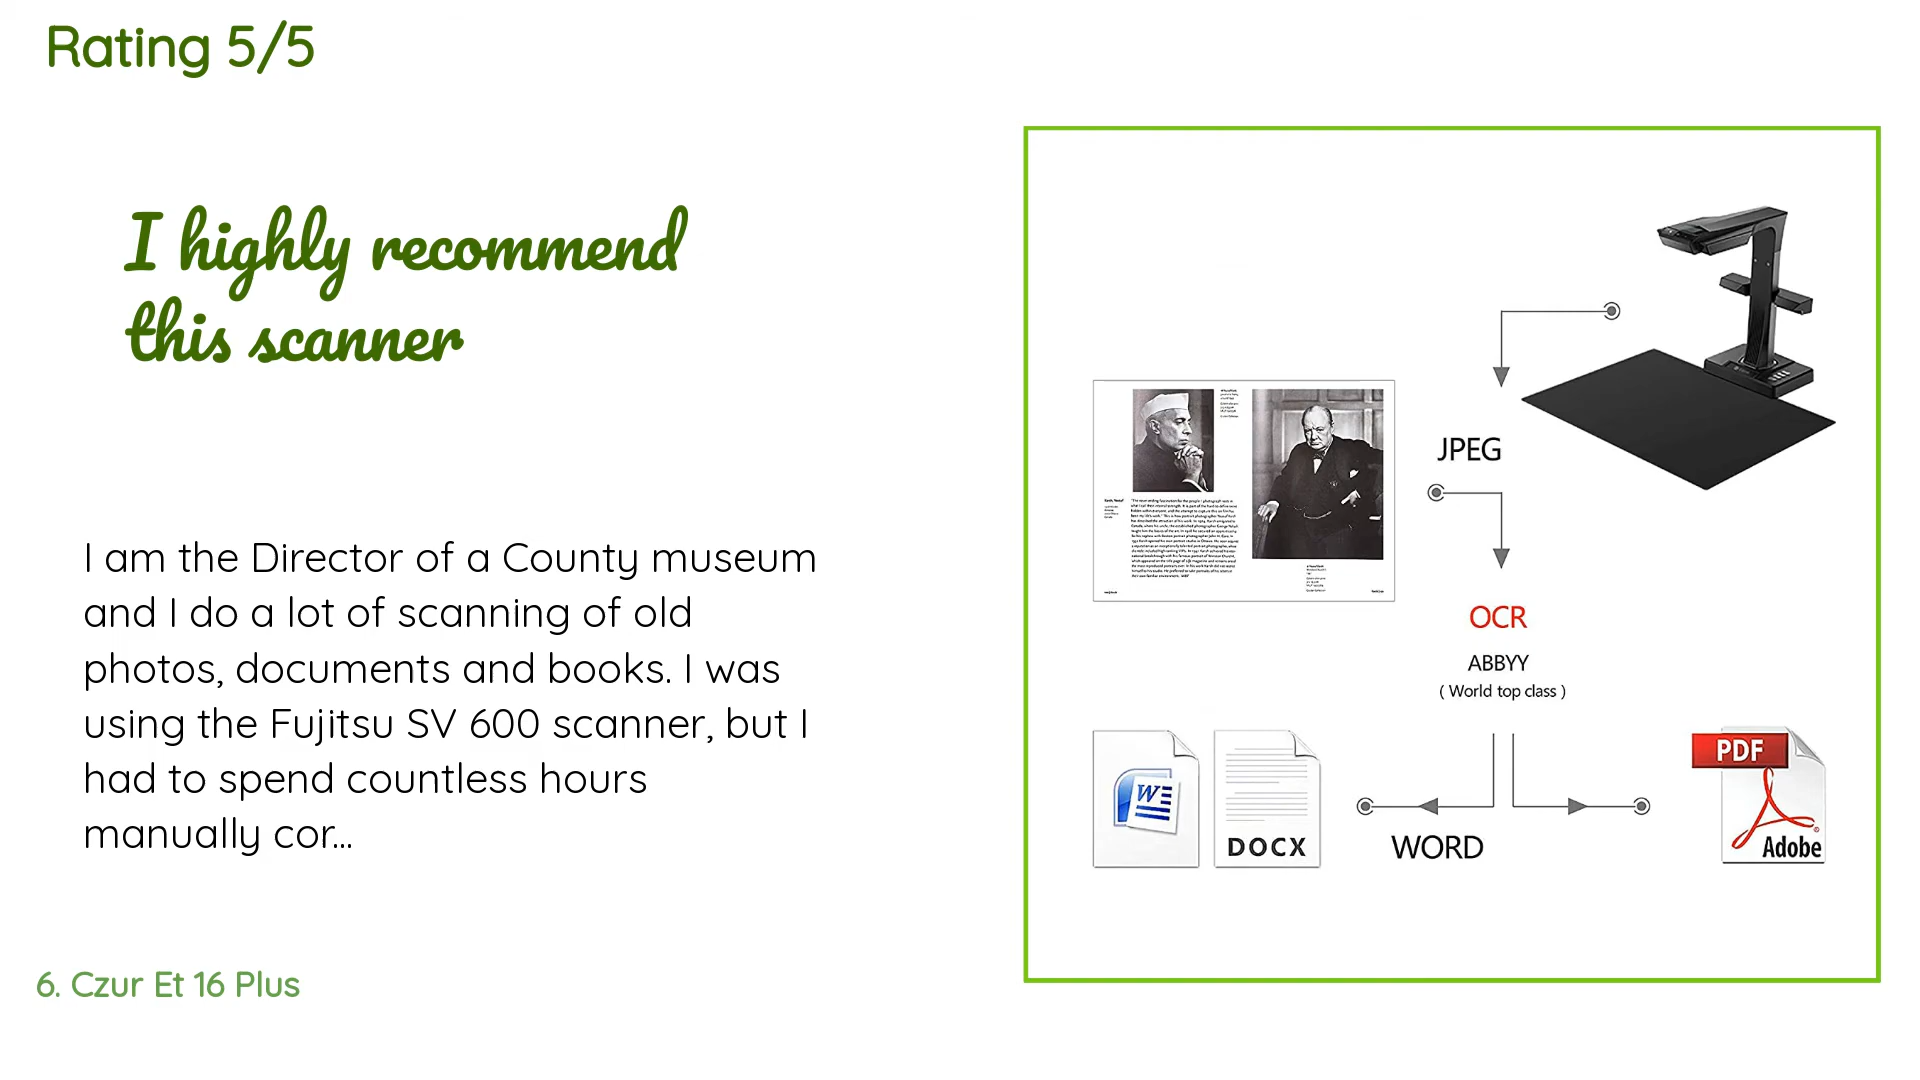 Rating 5/5
I highly recommend
this scanner
I am the Director of a County museum
and I do a lot of scanning of old
photos, documents and books. I was
using the Fujitsu SV 600 scanner, but I
had to spend countless hours
manually cor...
6. Czur Et 16 Plus
JPEG
OCR
ABBYY
( World top class )
W
DOCX
WORD
PDF
Adobe